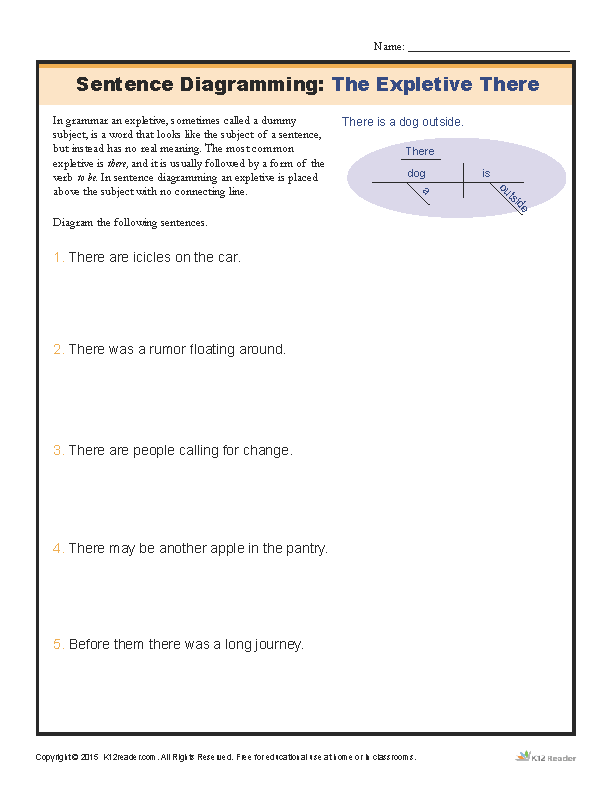 Name: ___________________________
Sentence Diagramming: The Expletive There
In grammar an expletive, sometimes called a dummy
subject, is a word that looks like the subject of a sentence,
but instead has no real meaning. The most common
expletive is there, and it is usually followed by a form of the
verb to be. In sentence diagramming an expletive is placed
above the subject with no connecting line.
Diagram the following sentences.
There is a dog outside.
There
dog is
a outside
1. There are icicles on the car.
2. There was a rumor floating around.
3. There are people calling for change.
4. There may be another apple in the pantry.
5. Before them there was a long journey.
Copyright © 2015 K12reader.com. All Rights Reserved. Free for educational use at home or in classrooms.
K12 Reader